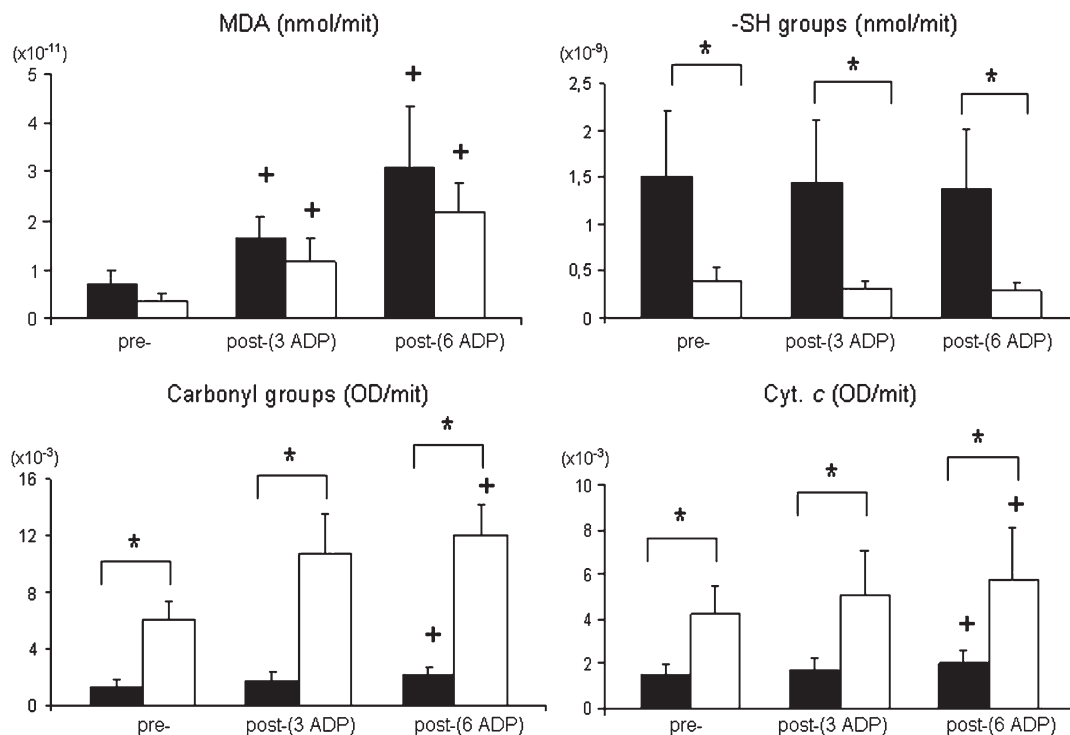 MDA (nmol/mit)
(x10⁻¹¹)
5
+
4
+
3
+
+
2
1
0
pre-
post-(3 ADP)
post-(6 ADP)
-SH groups (nmol/mit)
(x10⁻⁹)
*
*
*
2,5
2
1,5
1
0,5
0
pre-
post-(3 ADP)
post-(6 ADP)
Carbonyl groups (OD/mit)
(x10⁻³)
*
*
*
16
+
12
8
+
4
0
pre-
post-(3 ADP)
post-(6 ADP)
Cyt. c (OD/mit)
(x10⁻³)
*
*
*
10
+
8
6
+
4
2
0
pre-
post-(3 ADP)
post-(6 ADP)